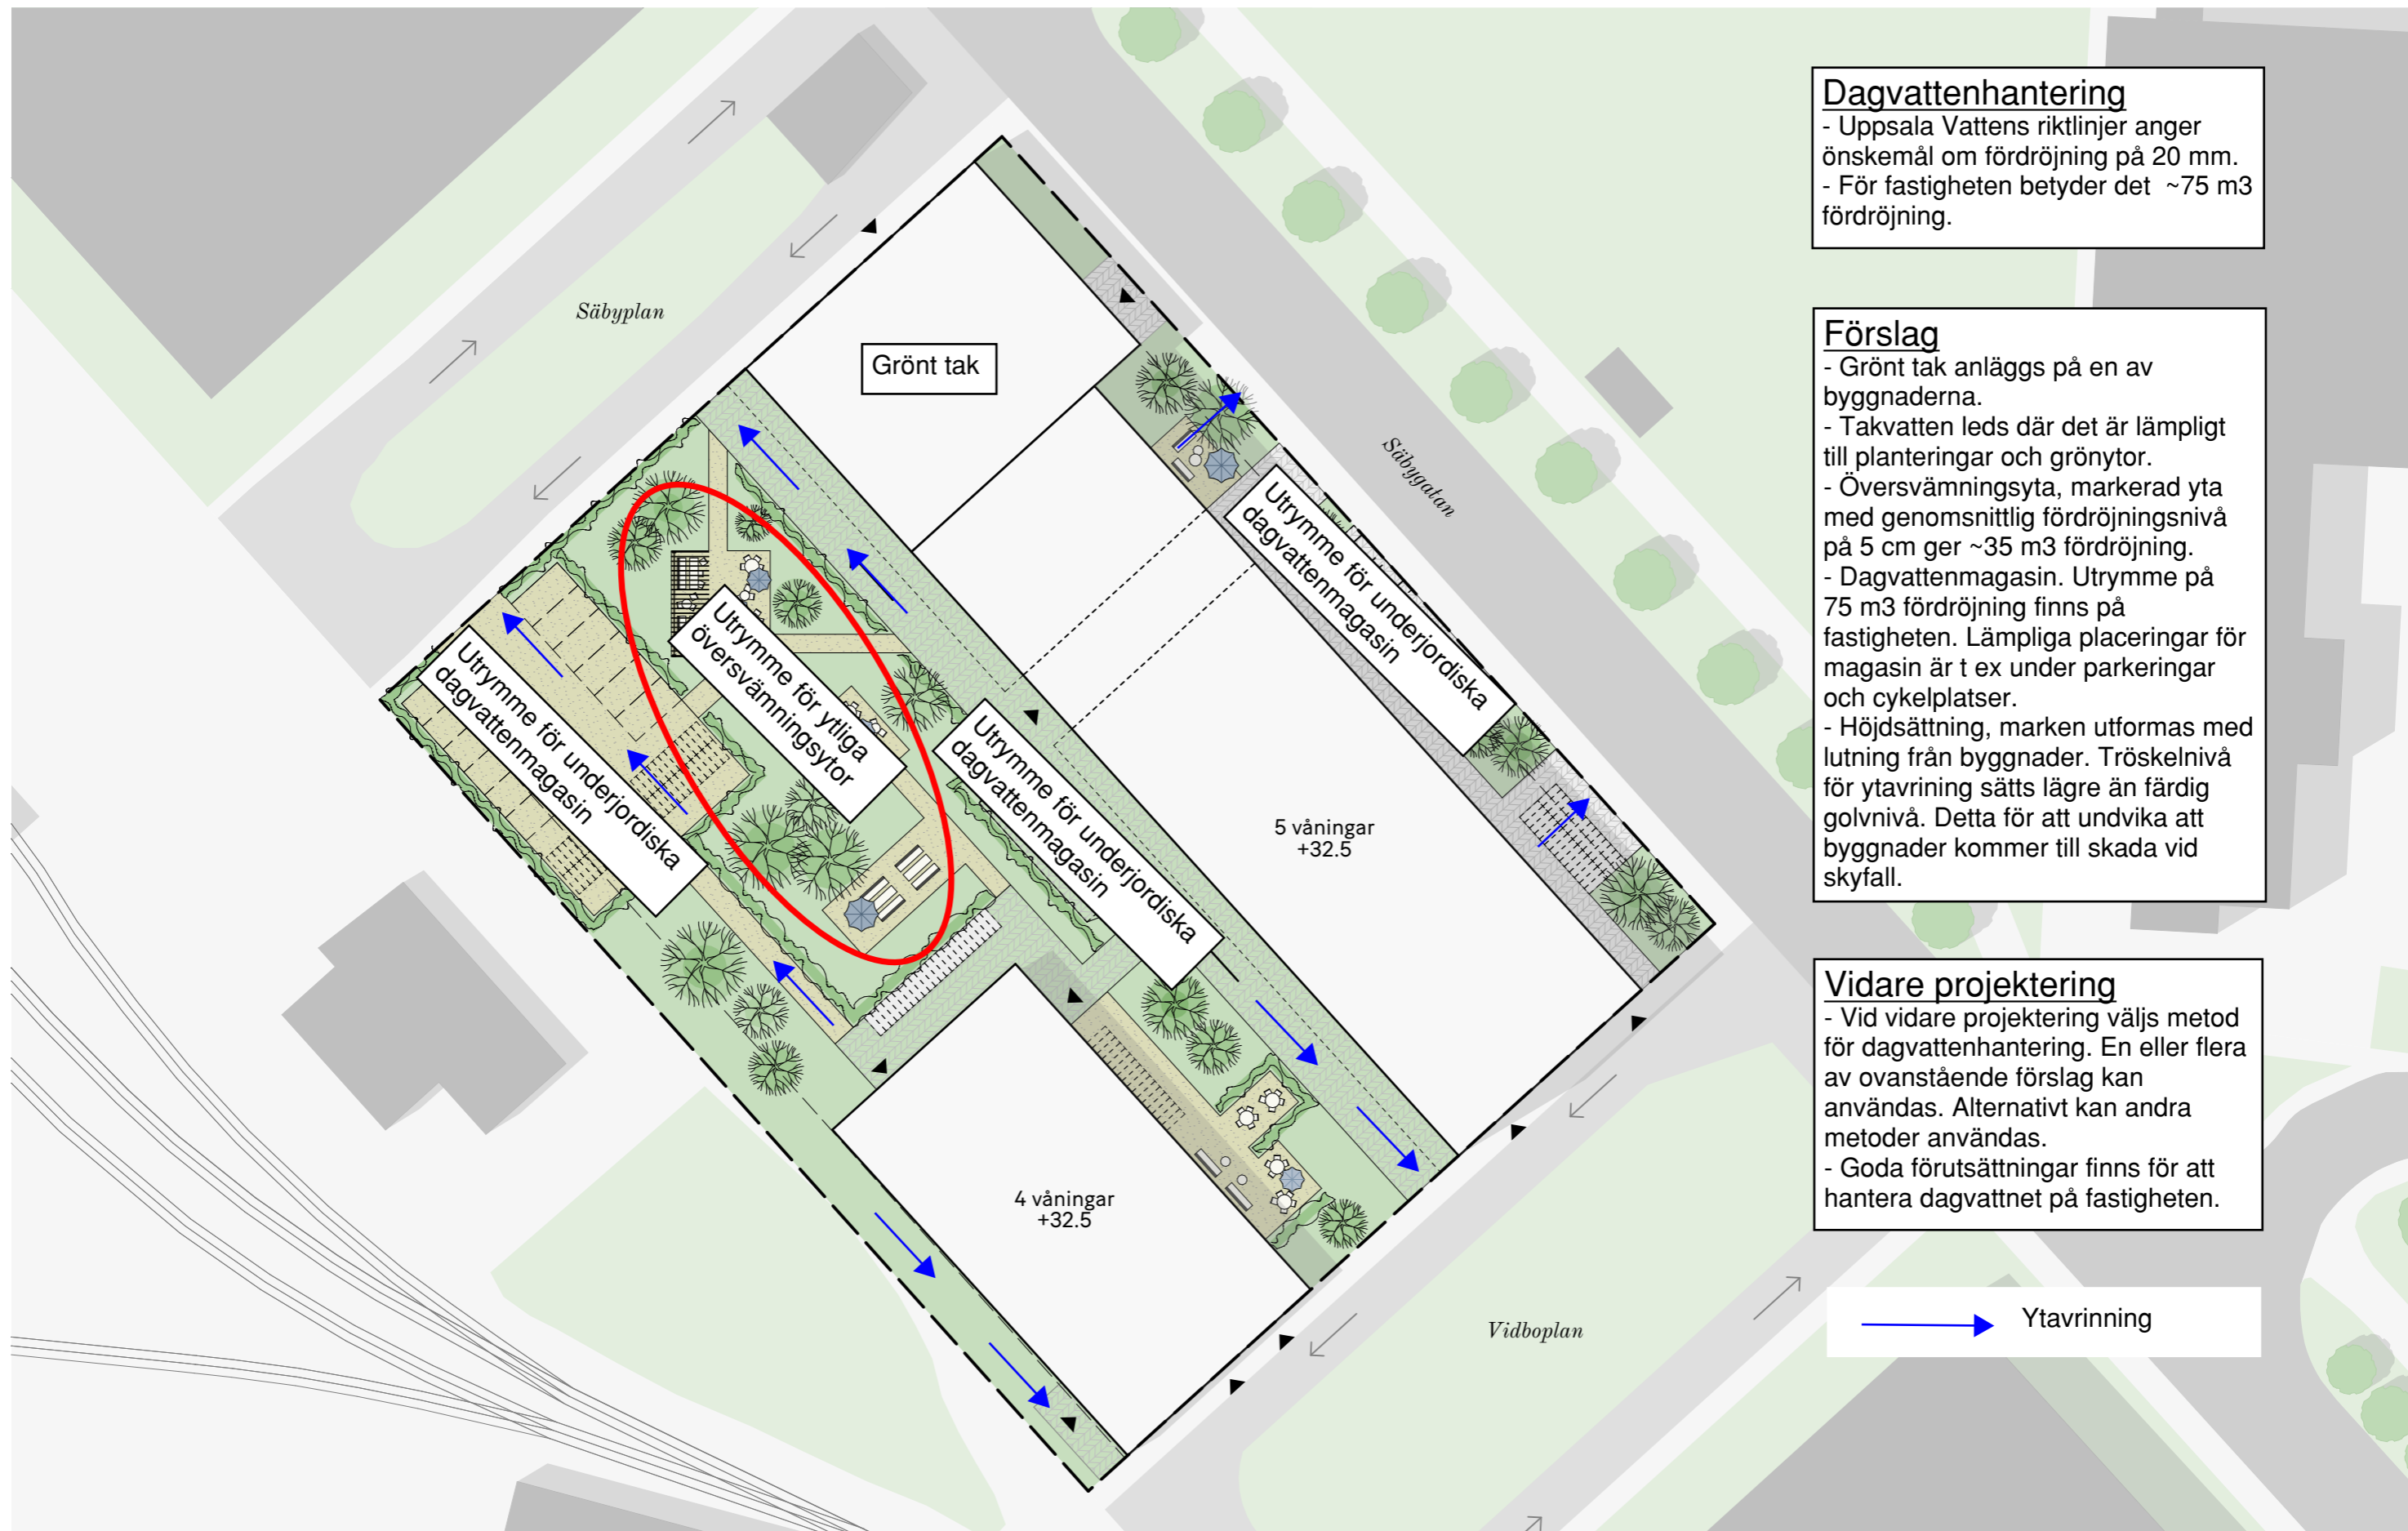 Dagvattenhantering
- Uppsala Vattens riktlinjer anger
önskemål om fördröjning på 20 mm.
- För fastigheten betyder det ~75 m3
fördröjning.
Förslag
- Grönt tak anläggs på en av
byggnaderna.
- Takvatten leds där det är lämpligt
till planteringar och grönytor.
- Översvämningsyta, markerad yta
med genomsnittlig fördröjningsnivå
på 5 cm ger ~35 m3 fördröjning.
- Dagvattenmagasin. Utrymme på
75 m3 fördröjning finns på
fastigheten. Lämpliga placeringar för
magasin är t ex under parkeringar
och cykelplatser.
- Höjdsättning, marken utformas med
lutning från byggnader. Tröskelnivå
för ytavrining sätts lägre än färdig
golvnivå. Detta för att undvika att
byggnader kommer till skada vid
skyfall.
Vidare projektering
- Vid vidare projektering väljs metod
för dagvattenhantering. En eller flera
av ovanstående förslag kan
användas. Alternativt kan andra
metoder användas.
- Goda förutsättningar finns för att
hantera dagvattnet på fastigheten.
Ytavrinning
Säbyplan
Grönt tak
Säbygatan
Utrymme för underjordiska
dagvattenmagasin
Utrymme för ytliga
översvämningsytor
Utrymme för underjordiska
dagvattenmagasin
Utrymme för underjordiska
dagvattenmagasin
5 våningar
+32.5
4 våningar
+32.5
Vidboplan